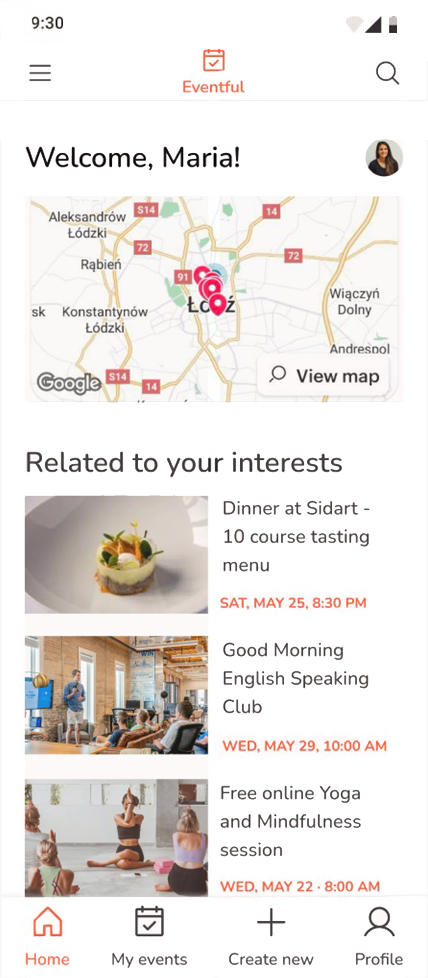 9:30
Eventful
Welcome, Maria!
Aleksandrów
Łódzki
S14
14
72
72
Rąbień
91
Łódź
Wiączyń
Dolny
sk
Konstantynów
Łódzki
Andrespol
Google
S14
14
View map
Related to your interests
Dinner at Sidart -
10 course tasting
menu
SAT, MAY 25, 8:30 PM
Good Morning
English Speaking
Club
WED, MAY 29, 10:00 AM
Free online Yoga
and Mindfulness
session
WED, MAY 22 · 8:00 AM
Home
My events
Create new
Profile